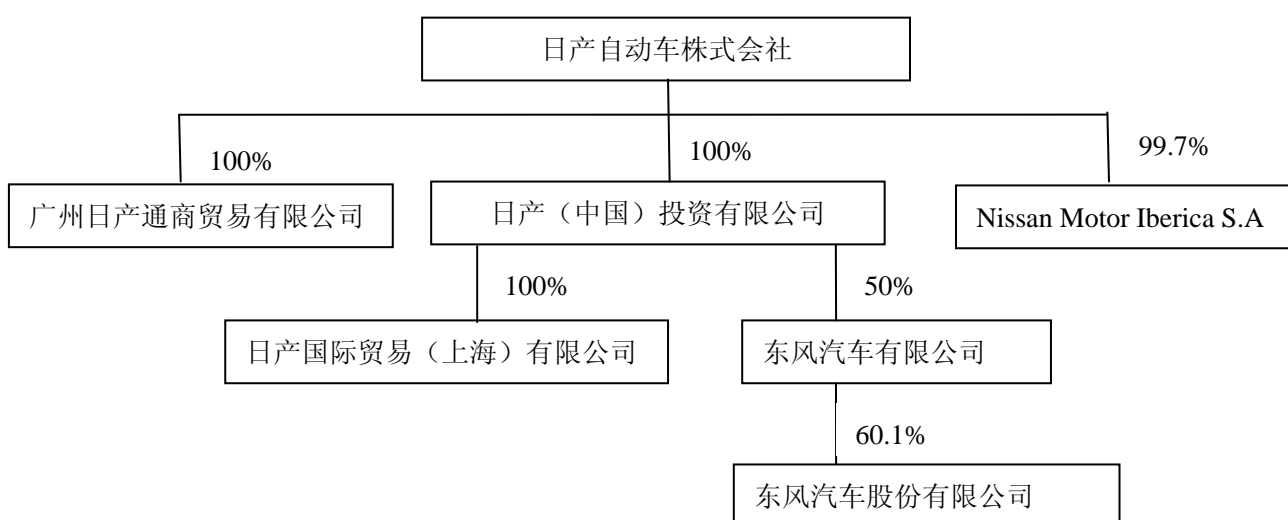 日产自动车株式会社
100%
100%
99.7%
广州日产通商贸易有限公司
日产（中国）投资有限公司
Nissan Motor Iberica S.A
100%
50%
日产国际贸易（上海）有限公司
东风汽车有限公司
60.1%
东风汽车股份有限公司